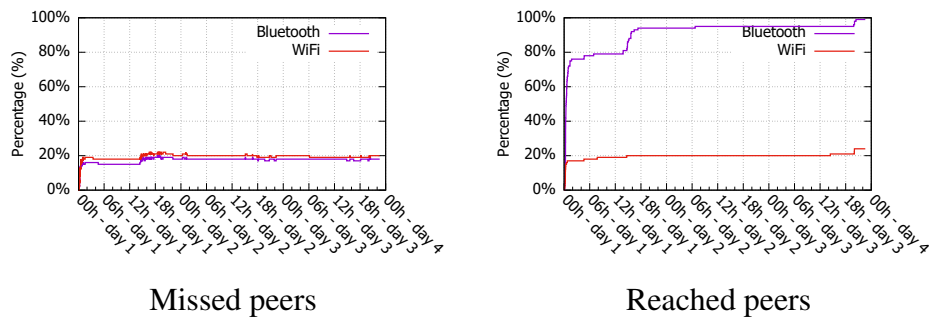 100%
80%
60%
40%
20%
0%
Percentage (%)
Bluetooth
WiFi
00h - day 1
06h - day 1
12h - day 1
18h - day 1
00h - day 2
06h - day 2
12h - day 2
18h - day 2
00h - day 3
06h - day 3
12h - day 3
18h - day 3
00h - day 4
Missed peers
100%
80%
60%
40%
20%
0%
Percentage (%)
Bluetooth
WiFi
00h - day 1
06h - day 1
12h - day 1
18h - day 1
00h - day 2
06h - day 2
12h - day 2
18h - day 2
00h - day 3
06h - day 3
12h - day 3
18h - day 3
00h - day 4
Reached peers